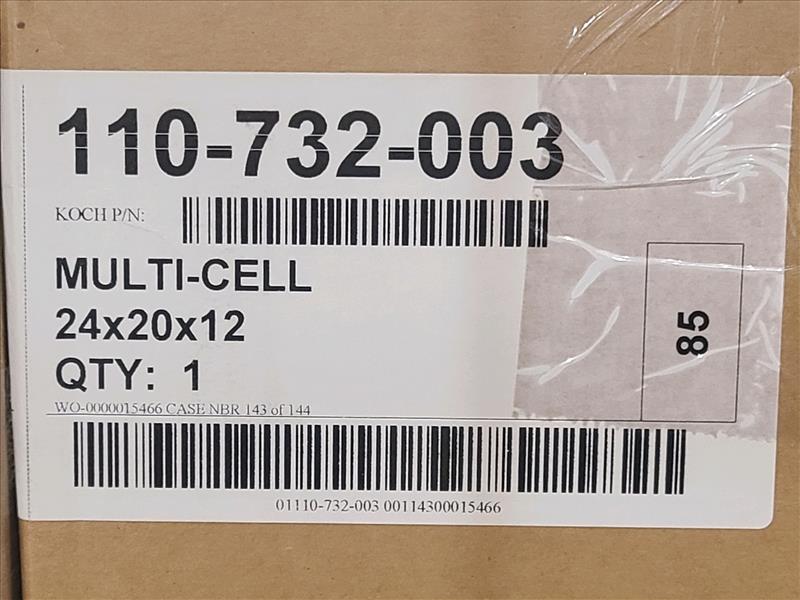 110-732-003
KOCH P/N:
MULTI-CELL
24x20x12
QTY: 1
85
WO-0000015466 CASE NBR 143 of 144
01110-732-003 00114300015466